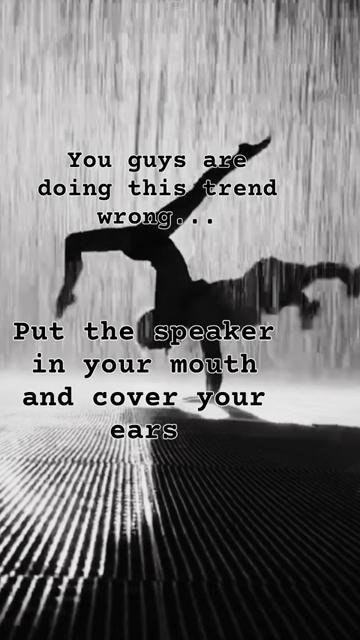 You guys are
doing this trend
wrong...
Put the speaker
in your mouth
and cover your
ears